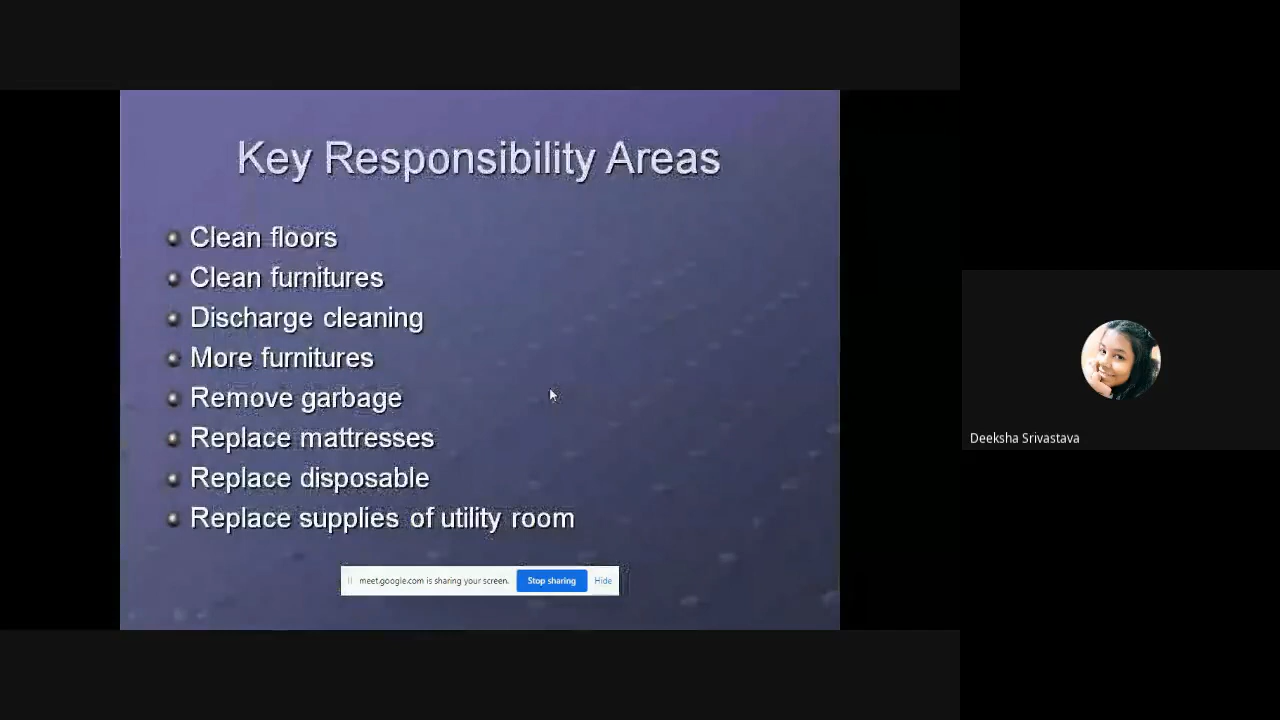 Key Responsibility Areas
Clean floors
Clean furnitures
Discharge cleaning
More furnitures
Remove garbage
Replace mattresses
Replace disposable
Replace supplies of utility room
meet.google.com is sharing your screen. Stop sharing Hide
Deeksha Srivastava